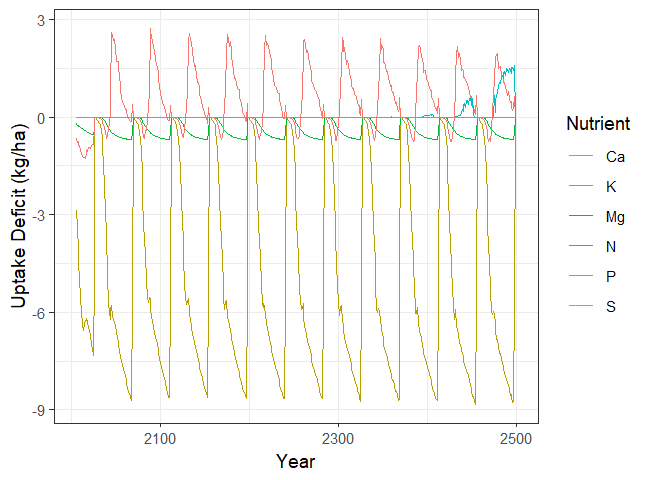 3
0
-3
-6
-9
Uptake Deficit (kg/ha)
2100
2300
2500
Year
Nutrient
Ca
K
Mg
N
P
S